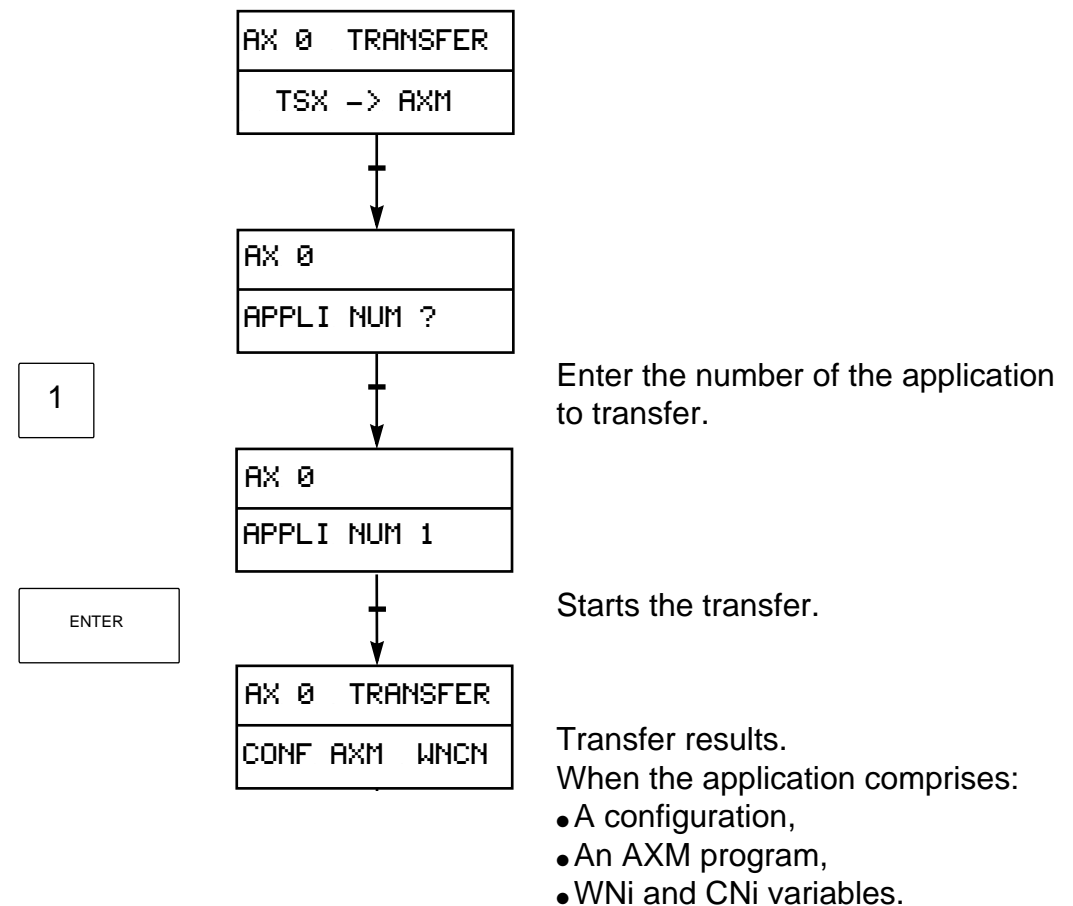 AX 0 TRANSFER
TSX -> AXM
AX 0
APPLI NUM ?
1
Enter the number of the application
to transfer.
AX 0
APPLI NUM 1
ENTER
Starts the transfer.
AX 0 TRANSFER
CONF AXM WNCN
Transfer results.
When the application comprises:
● A configuration,
● An AXM program,
● WNi and CNi variables.